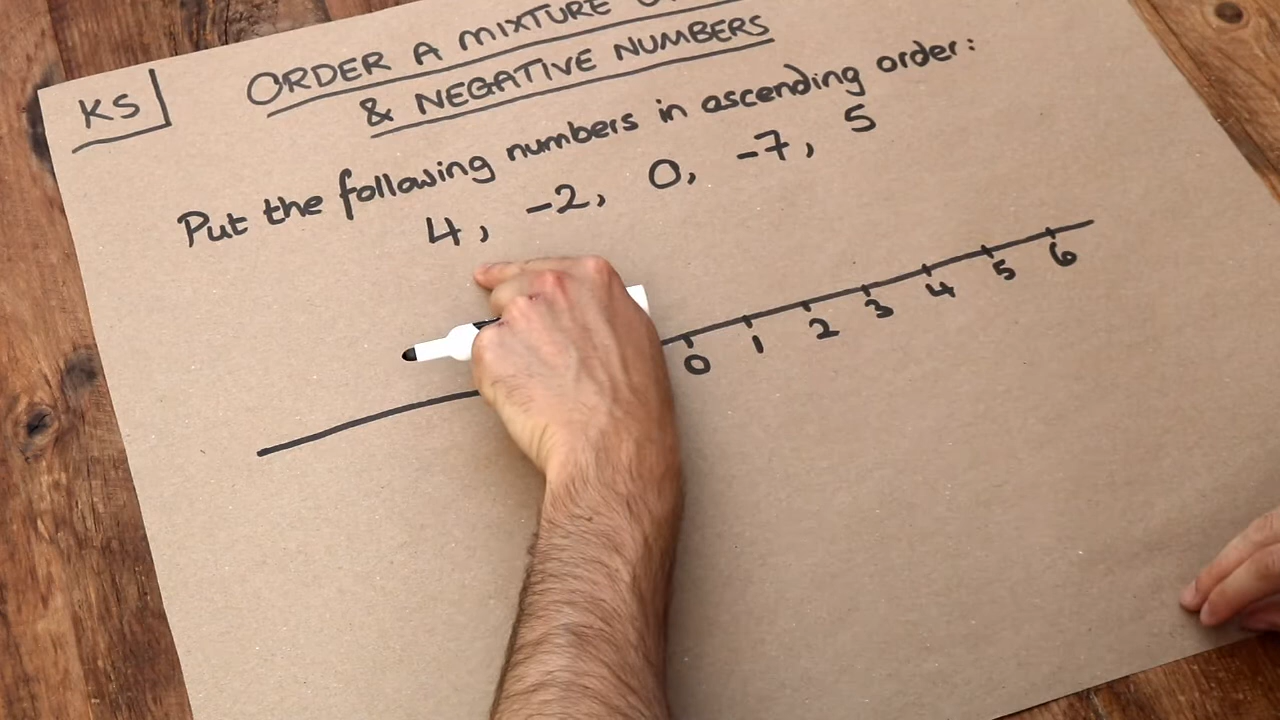 KS
ORDER A MIXTURE
& NEGATIVE NUMBERS
Put the following numbers in ascending order:
4, -2, 0, -7, 5
0 1 2 3 4 5 6